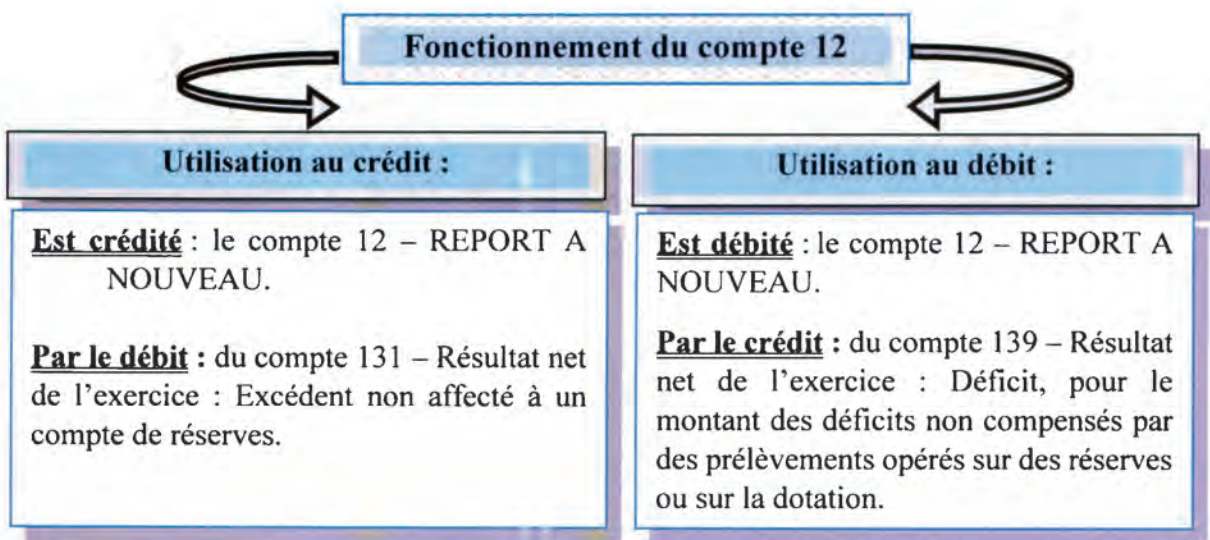 Fonctionnement du compte 12
Utilisation au crédit :
Est crédité : le compte 12 – REPORT A
NOUVEAU.
Par le débit : du compte 131 – Résultat net
de l’exercice : Excédent non affecté à un
compte de réserves.
Utilisation au débit :
Est débité : le compte 12 – REPORT A
NOUVEAU.
Par le crédit : du compte 139 – Résultat
net de l’exercice : Déficit, pour le
montant des déficits non compensés par
des prélèvements opérés sur des réserves
ou sur la dotation.